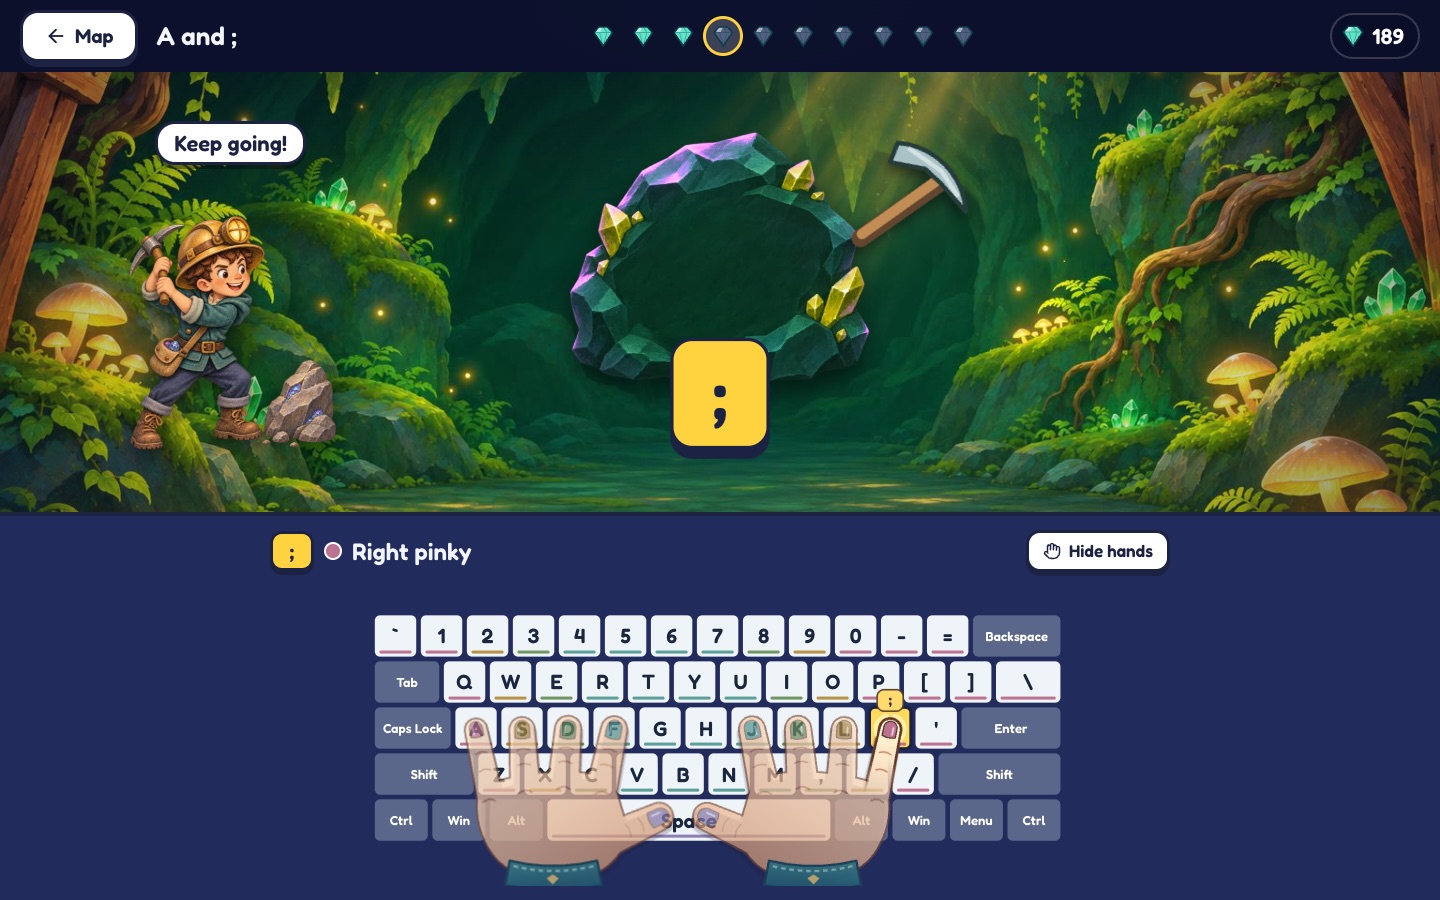 Map
A and ;
189
Keep going!
;
; Right pinky
Hide hands
` 1 2 3 4 5 6 7 8 9 0 - = Backspace
Tab Q W E R T Y U I O P [ ] \
;
Caps Lock A S D F G H J K L ' Enter
Shift Z X C V B N M , / Shift
Ctrl Win Alt Space Alt Win Menu Ctrl